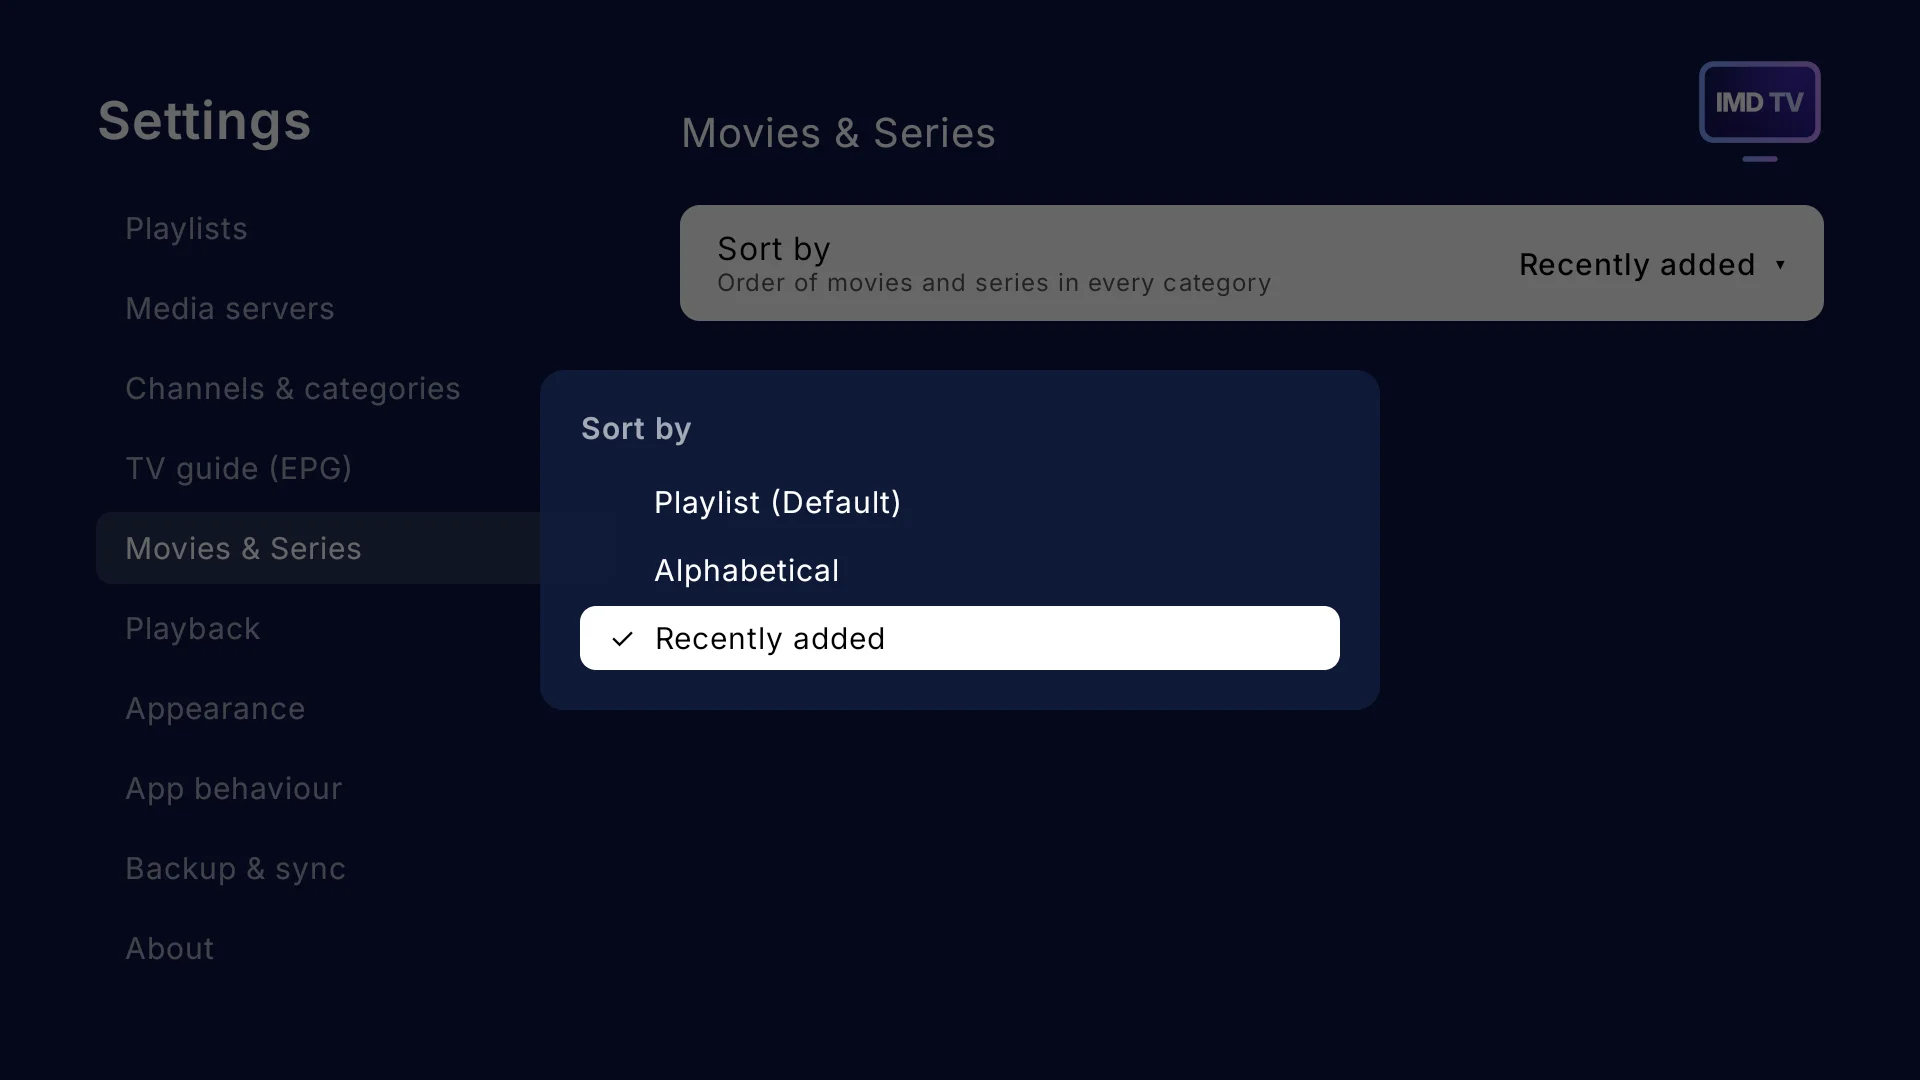 Settings
Playlists
Media servers
Channels & categories
TV guide (EPG)
Movies & Series
Playback
Appearance
App behaviour
Backup & sync
About
Movies & Series
IMD TV
Sort by
Order of movies and series in every category
Recently added
Sort by
Playlist (Default)
Alphabetical
Recently added